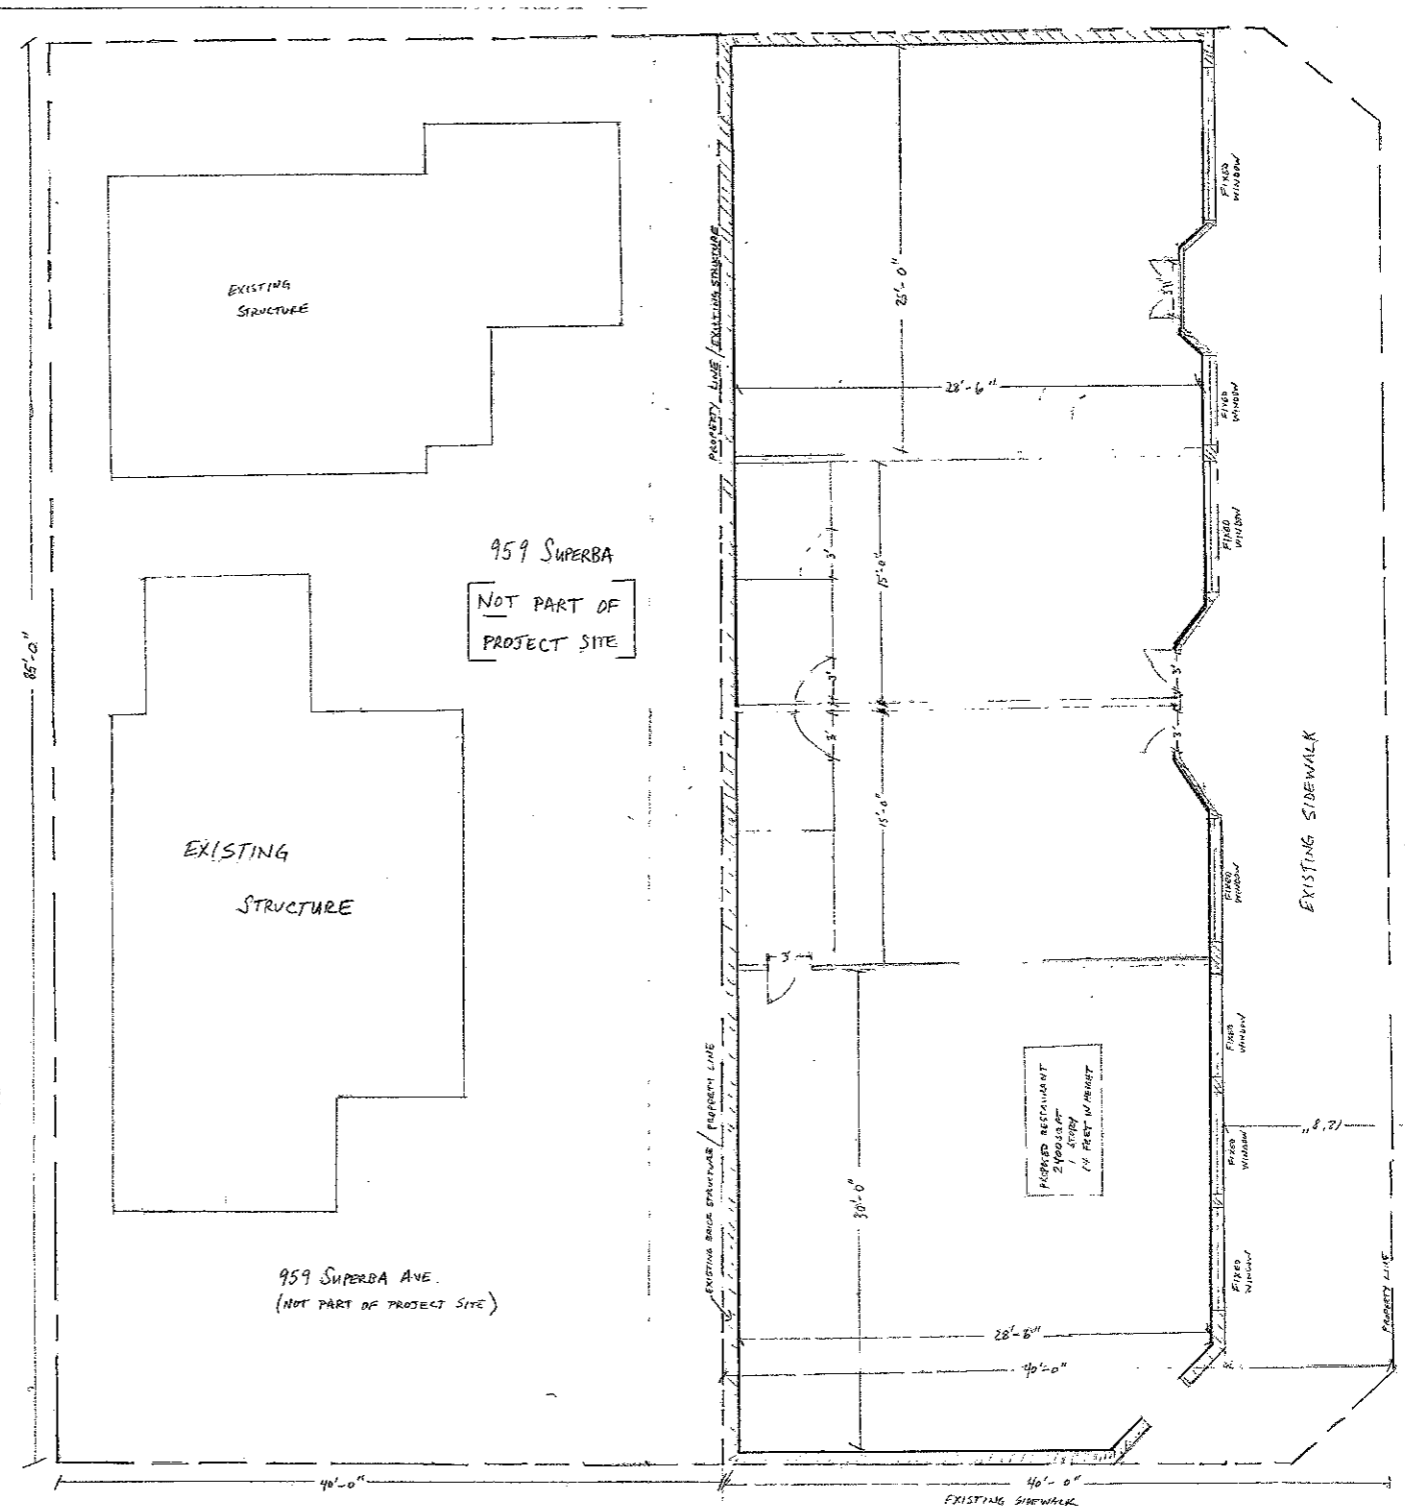 EXISTING
STRUCTURE
PROPERTY LINE / EXISTING STRUCTURE
25'-0"
FIXED
WINDOW
3'11"
28'-6"
FIXED
WINDOW
959 SUPERBA
[NOT PART OF
PROJECT SITE]
3'
15'-0"
FIXED
WINDOW
85'-0"
3'
3'
3'
3'
15'-0"
EXISTING
STRUCTURE
FIXED
WINDOW
EXISTING SIDEWALK
3'
FIXED
WINDOW
PROPOSED RESTAURANT
2400 SQ FT
1 STORY
14 FEET IN HEIGHT
FIXED
WINDOW
30'-0"
EXISTING BRICK STRUCTURE / PROPERTY LINE
959 SUPERBA AVE.
(NOT PART OF PROJECT SITE)
FIXED
WINDOW
PROPERTY LINE
28'-6"
40'-0"
40'-0"
40'-0"
EXISTING SIDEWALK